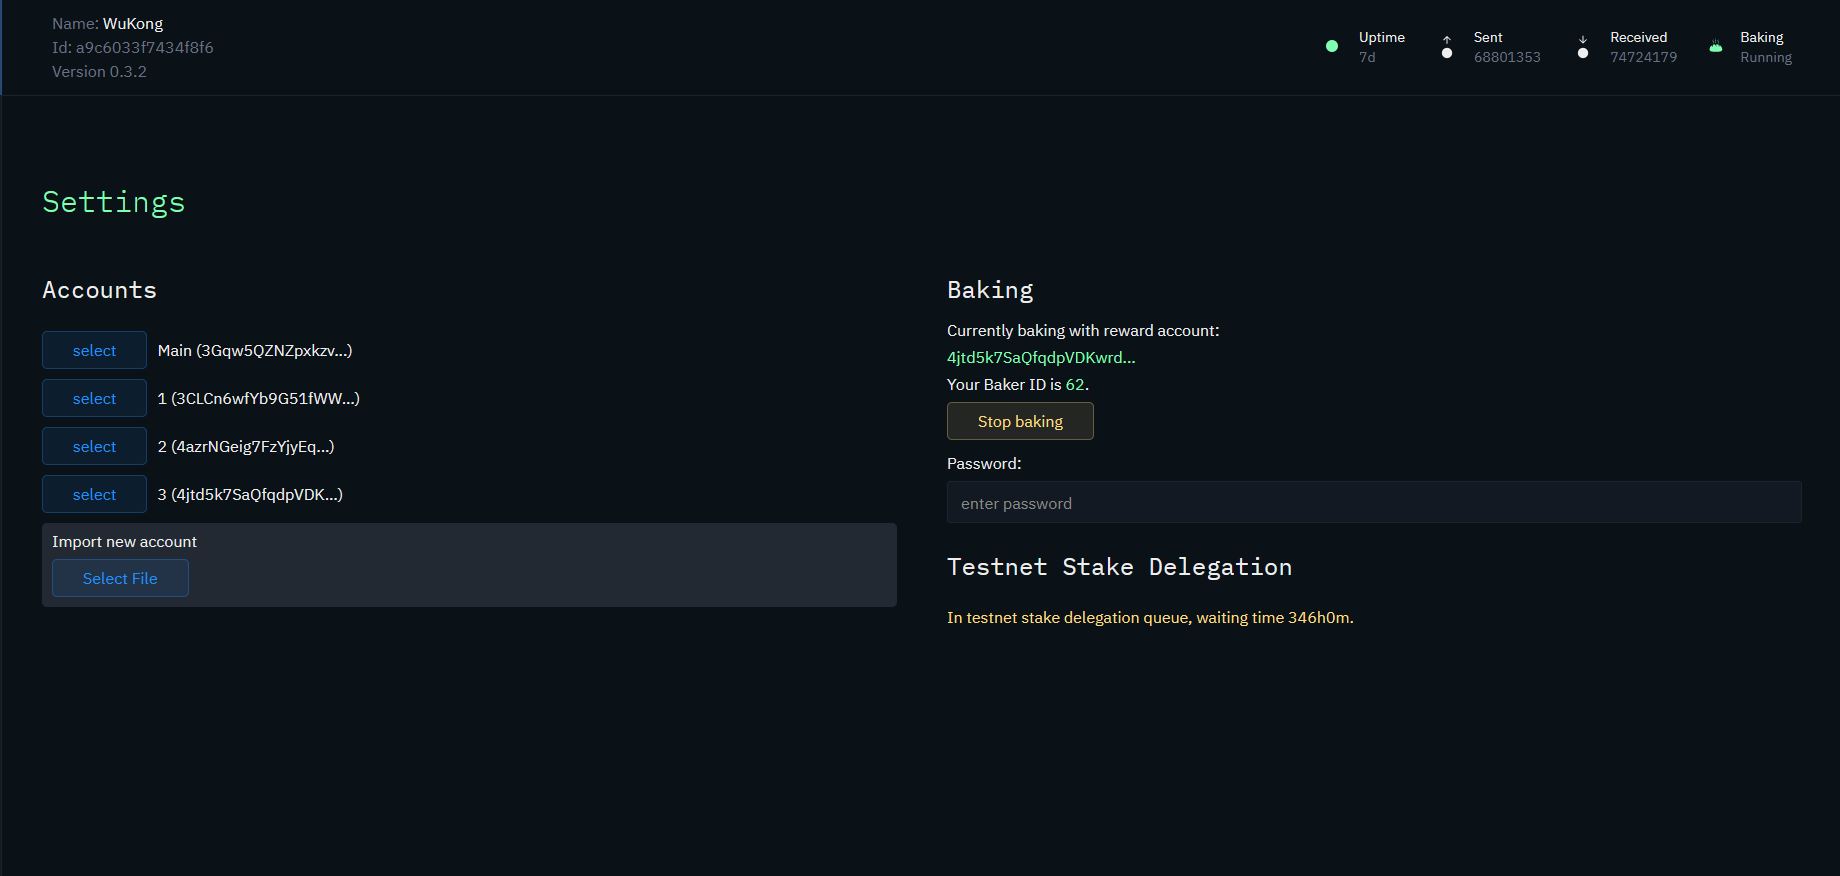 Name: WuKong
Id: a9c6033f7434f8f6
Version 0.3.2
Uptime
7d
Sent
68801353
Received
74724179
Baking
Running
Settings
Accounts
select Main (3Gqw5QZNZpxkzv...)
select 1 (3CLCn6wfYb9G51fWW...)
select 2 (4azrNGeig7FzYjyEq...)
select 3 (4jtd5k7SaQfqdpVDK...)
Import new account
Select File
Baking
Currently baking with reward account:
4jtd5k7SaQfqdpVDKwrd...
Your Baker ID is 62.
Stop baking
Password:
enter password
Testnet Stake Delegation
In testnet stake delegation queue, waiting time 346h0m.